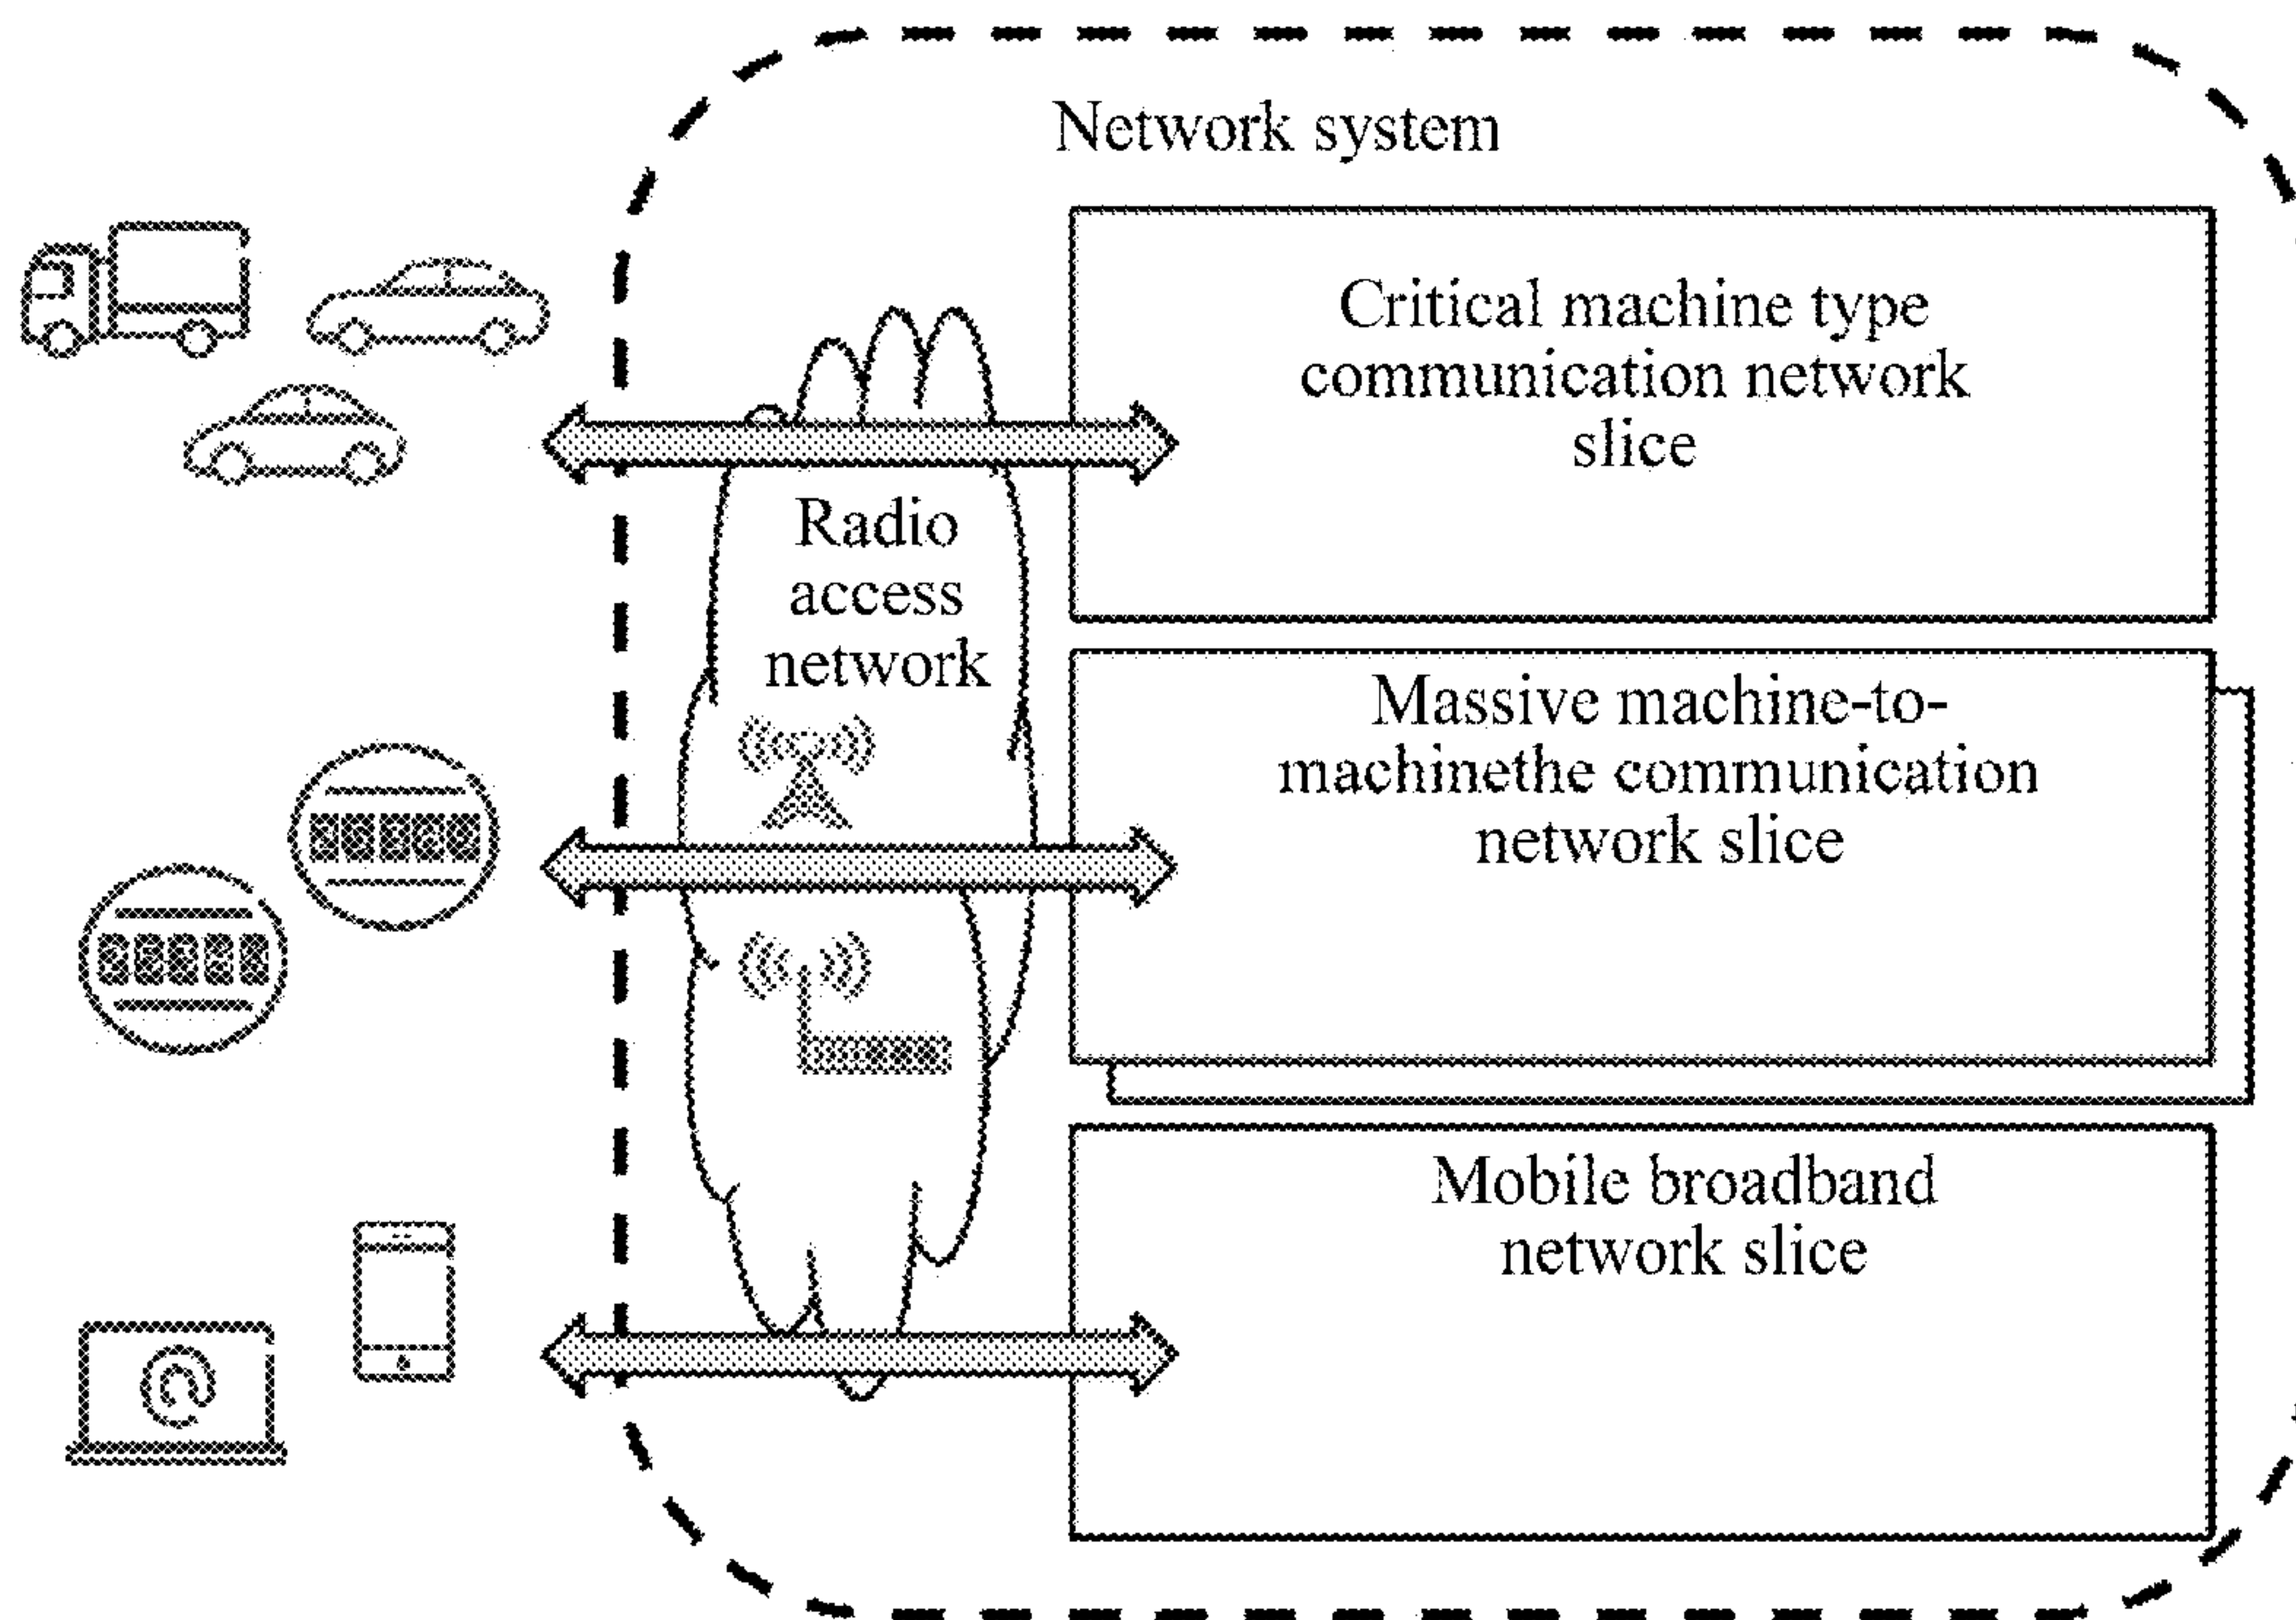 Network system
Critical machine type
communication network
slice
Radio
access
network
Massive machine-to-
machinethe communication
network slice
Mobile broadband
network slice
@